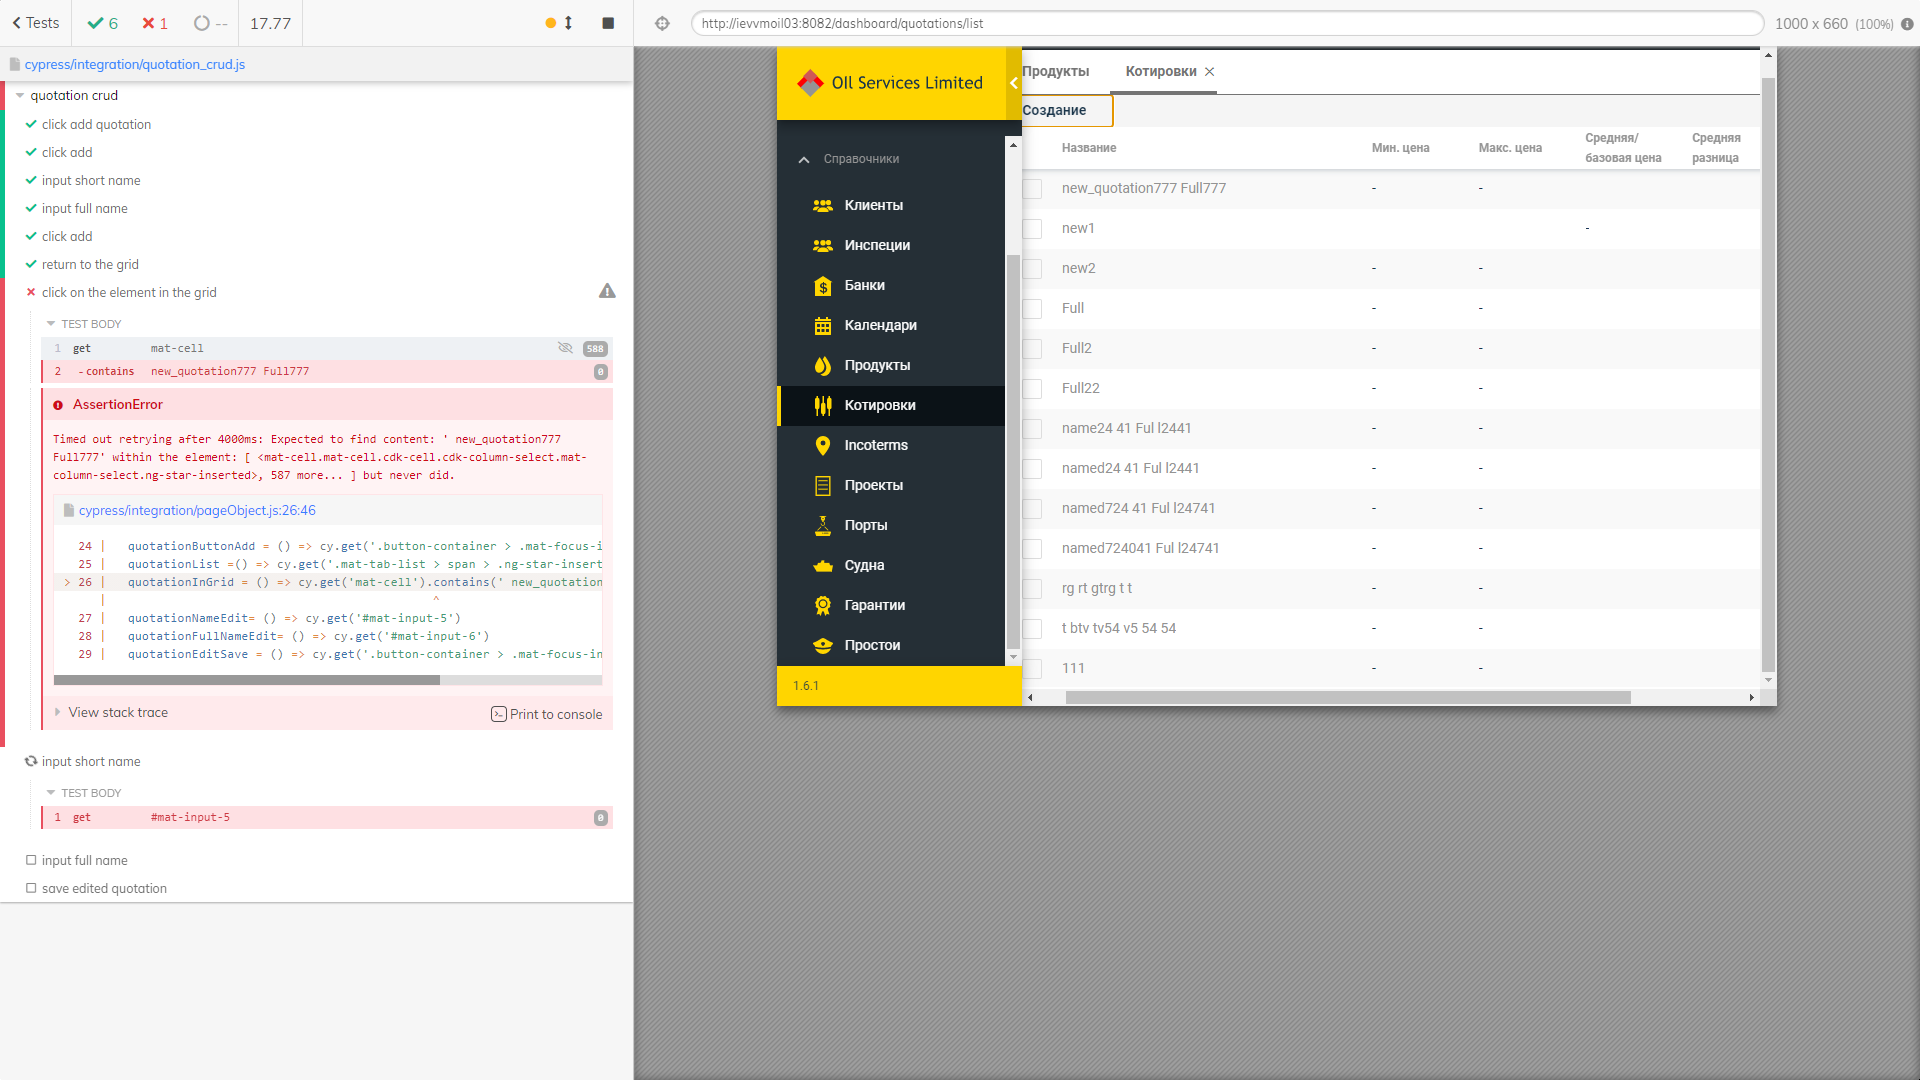 Tests
6
1
--
17.77
http://ievvmoil03:8082/dashboard/quotations/list
1000 x 660 (100%)
cypress/integration/quotation_crud.js
quotation crud
click add quotation
click add
input short name
input full name
click add
return to the grid
click on the element in the grid
TEST BODY
1 get mat-cell 588
2 -contains new_quotation777 Full777 0
AssertionError
Timed out retrying after 4000ms: Expected to find content: ' new_quotation777
Full777' within the element: [ <mat-cell.mat-cell.cdk-cell.cdk-column-select.mat-
column-select.ng-star-inserted>, 587 more... ] but never did.
cypress/integration/pageObject.js:26:46
24 | quotationButtonAdd = () => cy.get('.button-container > .mat-focus-i
25 | quotationList =() => cy.get('.mat-tab-list > span > .ng-star-insert
> 26 | quotationInGrid = () => cy.get('mat-cell').contains(' new_quotation
| ^
27 | quotationNameEdit= () => cy.get('#mat-input-5')
28 | quotationFullNameEdit= () => cy.get('#mat-input-6')
29 | quotationEditSave = () => cy.get('.button-container > .mat-focus-in
View stack trace
Print to console
input short name
TEST BODY
1 get #mat-input-5 0
input full name
save edited quotation
OIl Services Limited
Справочники
Клиенты
Инспеции
Банки
Календари
Продукты
Котировки
Incoterms
Проекты
Порты
Судна
Гарантии
Простои
1.6.1
Продукты
Котировки
Создание
Название Мин. цена Макс. цена Средняя/ базовая цена Средняя разница
new_quotation777 Full777 - -
new1 -
new2 - -
Full - -
Full2 - -
Full22 - -
name24 41 Ful l2441 - -
named24 41 Ful l2441 - -
named724 41 Ful l24741 - -
named724041 Ful l24741 - -
rg rt gtrg t t - -
t btv tv54 v5 54 54 - -
111 - -